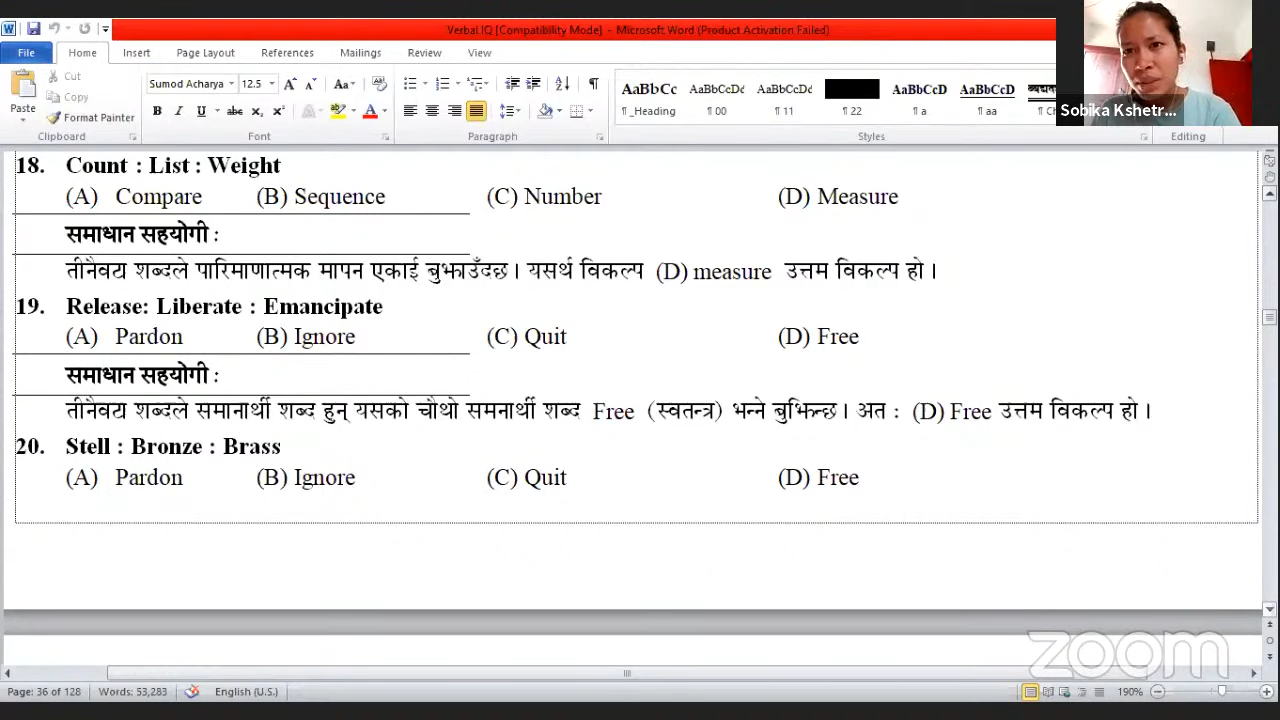 Verbal IQ [Compatibility Mode] - Microsoft Word (Product Activation Failed)
File Home Insert Page Layout References Mailings Review View
Paste Cut Copy Format Painter
Sumod Acharya 12.5
AaBbCc AaBbCcDc AaBbCcDc AaBbCcD AaBbCcD
¶ _Heading ¶ 00 ¶ 11 ¶ 22 ¶ a ¶ aa
Clipboard Font Paragraph Styles Editing
Sobika Kshetr...
18. Count : List : Weight
(A) Compare (B) Sequence (C) Number (D) Measure
समाधान सहयोगी :
तीनैवटा शब्दले पारिमाणात्मक मापन एकाई बुझाउँदछ । यसर्थ विकल्प (D) measure उत्तम विकल्प हो ।
19. Release: Liberate : Emancipate
(A) Pardon (B) Ignore (C) Quit (D) Free
समाधान सहयोगी :
तीनैवटा शब्दले समानार्थी शब्द हुन् यसको चौथो समनार्थी शब्द Free (स्वतन्त्र) भन्ने बुझिन्छ । अत : (D) Free उत्तम विकल्प हो ।
20. Stell : Bronze : Brass
(A) Pardon (B) Ignore (C) Quit (D) Free
zoom
Page: 36 of 128 Words: 53,283 English (U.S.) 190%